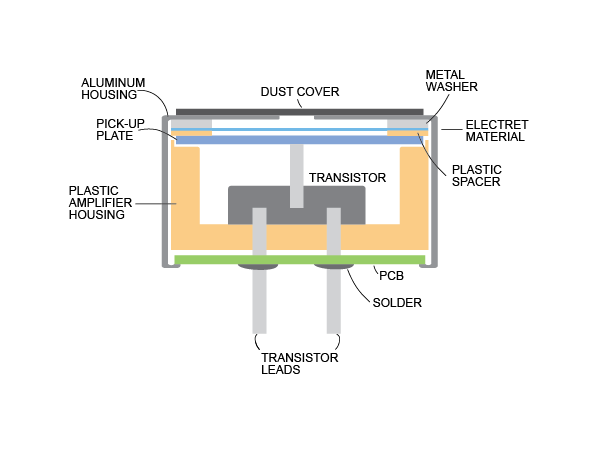 ALUMINUM
HOUSING
DUST COVER
METAL
WASHER
PICK-UP
PLATE
ELECTRET
MATERIAL
TRANSISTOR
PLASTIC
SPACER
PLASTIC
AMPLIFIER
HOUSING
PCB
SOLDER
TRANSISTOR
LEADS